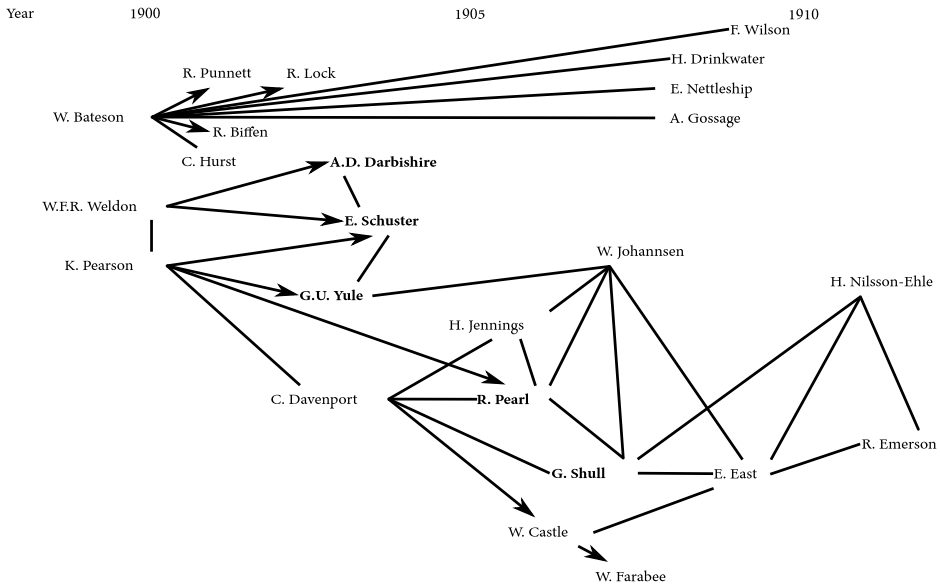 Year 1900 1905 1910
F. Wilson
H. Drinkwater
R. Punnett R. Lock
E. Nettleship
W. Bateson
A. Gossage
R. Biffen
C. Hurst
A.D. Darbishire
W.F.R. Weldon
E. Schuster
W. Johannsen
K. Pearson
H. Nilsson-Ehle
G.U. Yule
H. Jennings
C. Davenport
R. Pearl
R. Emerson
G. Shull
E. East
W. Castle
W. Farabee